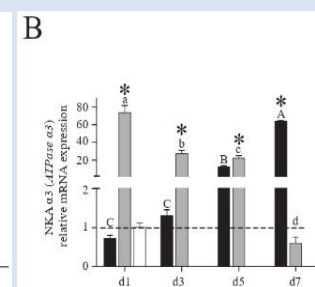 B
NKA α3 (ATPase α3)
relative mRNA expression
80
60
40
20
2
1
0
*
a
C
*
b
C
*
B
c
*
A
d
d1
d3
d5
d7